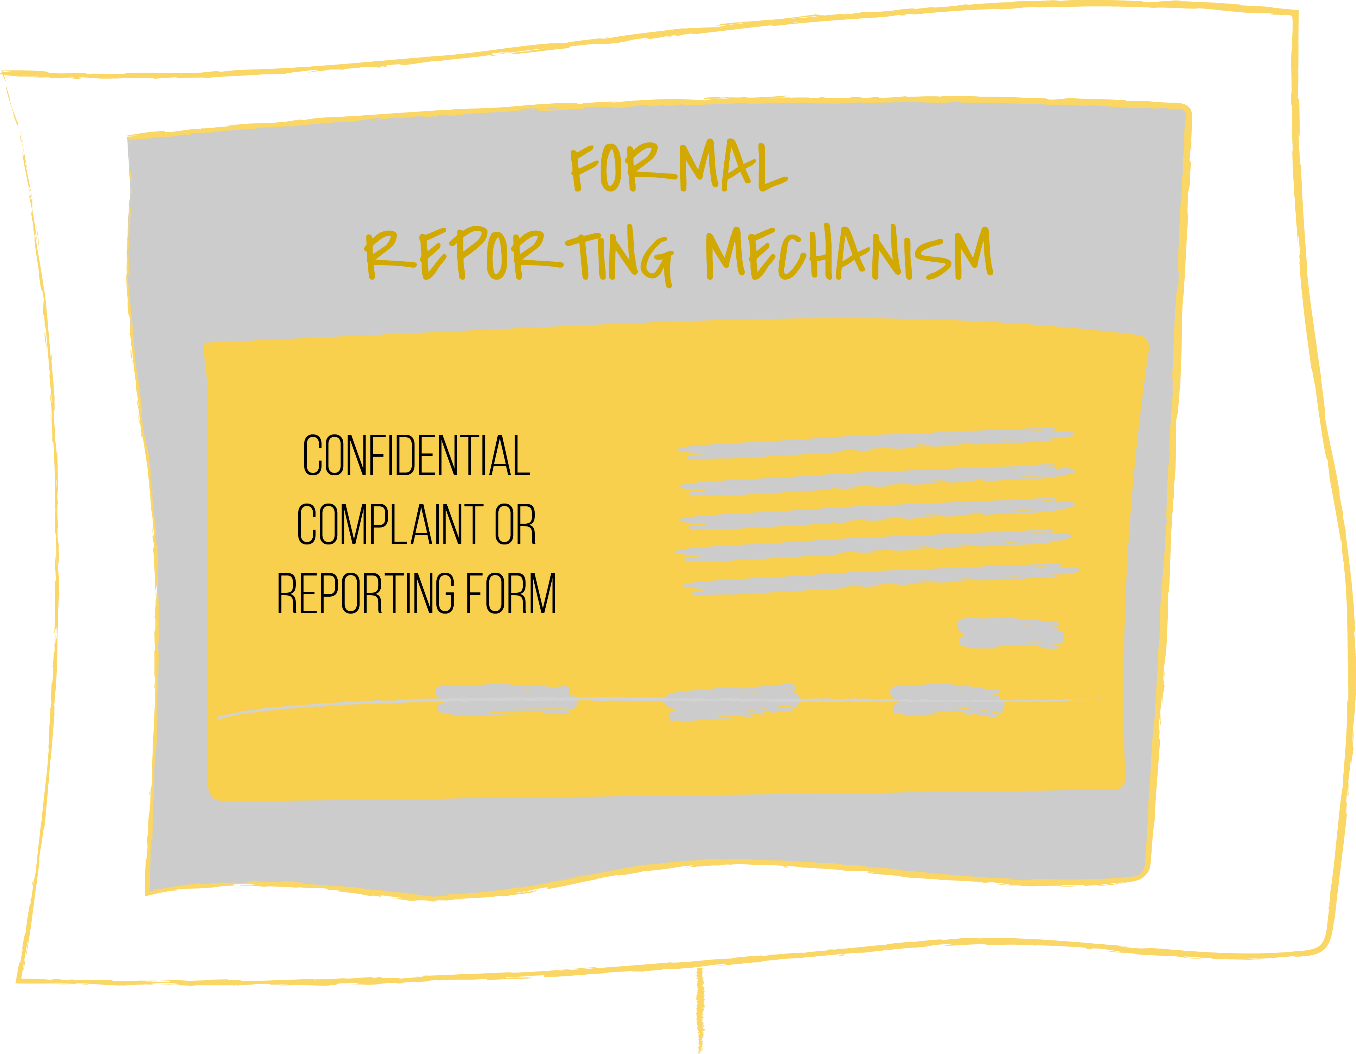 FORMAL
REPORTING MECHANISM
CONFIDENTIAL
COMPLAINT OR
REPORTING FORM